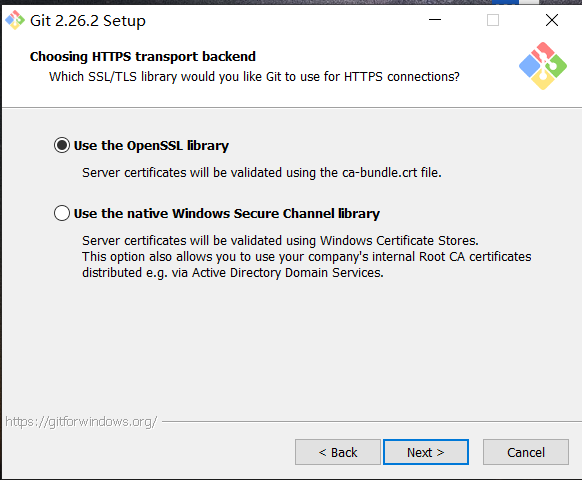 Git 2.26.2 Setup
Choosing HTTPS transport backend
Which SSL/TLS library would you like Git to use for HTTPS connections?
Use the OpenSSL library
Server certificates will be validated using the ca-bundle.crt file.
Use the native Windows Secure Channel library
Server certificates will be validated using Windows Certificate Stores.
This option also allows you to use your company's internal Root CA certificates
distributed e.g. via Active Directory Domain Services.
https://gitforwindows.org/
< Back Next > Cancel